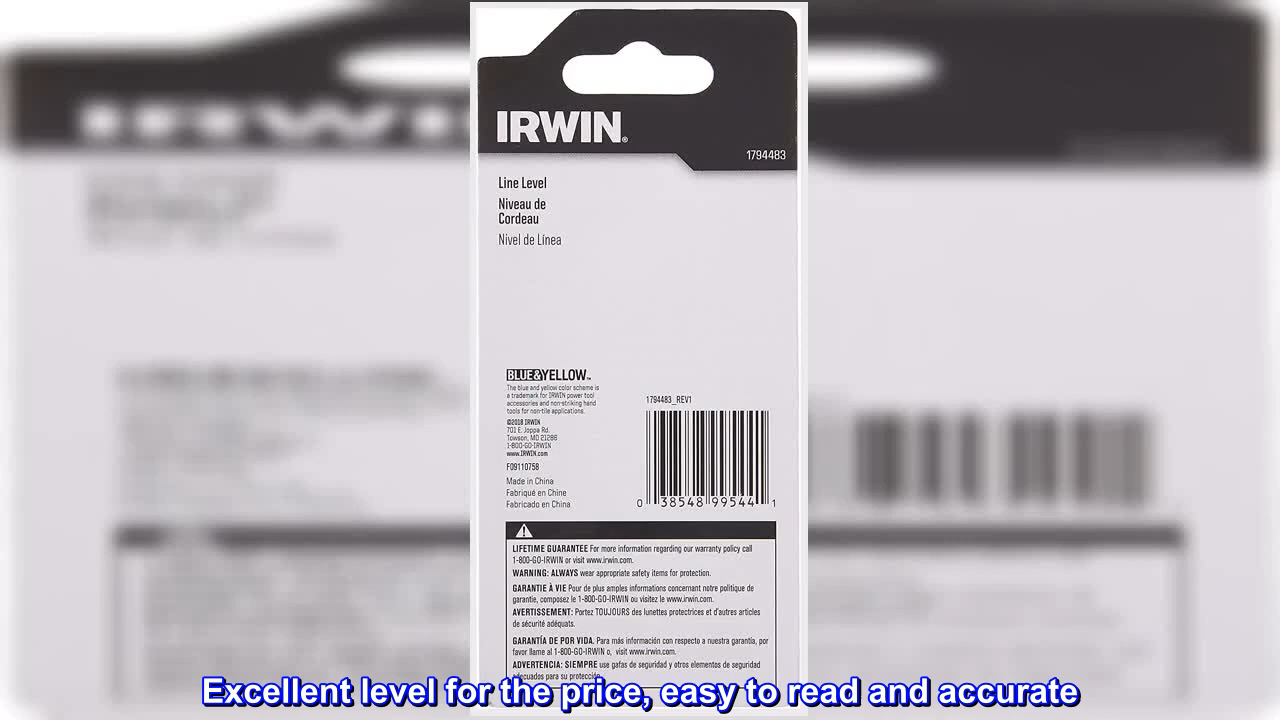 IRWIN®
1794483
Line Level
Niveau de
Cordeau
Nivel de Línea
BLUE&YELLOW™
The blue and yellow color scheme is
a trademark for IRWIN power tool
accessories and non-striking hand
tools for non-tile applications.
©2018 IRWIN
701 E. Joppa Rd.
Towson, MD 21286
1-800-GO-IRWIN
www.IRWIN.com
F09110758
Made in China
Fabriqué en Chine
Fabricado en China
1794483_REV1
0 38548 99544 1
LIFETIME GUARANTEE For more information regarding our warranty policy call
1-800-GO-IRWIN or visit www.irwin.com.
WARNING: ALWAYS wear appropriate safety items for protection.
GARANTIE À VIE Pour de plus amples informations concernant notre politique de
garantie, composez le 1-800-GO-IRWIN ou visitez le www.irwin.com.
AVERTISSEMENT: Portez TOUJOURS des lunettes protectrices et d'autres articles
de sécurité adéquats.
GARANTÍA DE POR VIDA. Para más información con respecto a nuestra garantía, por
favor llame al 1-800-GO-IRWIN o, visit www.irwin.com.
ADVERTENCIA: SIEMPRE use gafas de seguridad y otros elementos de seguridad
adecuados para su protección.
Excellent level for the price, easy to read and accurate